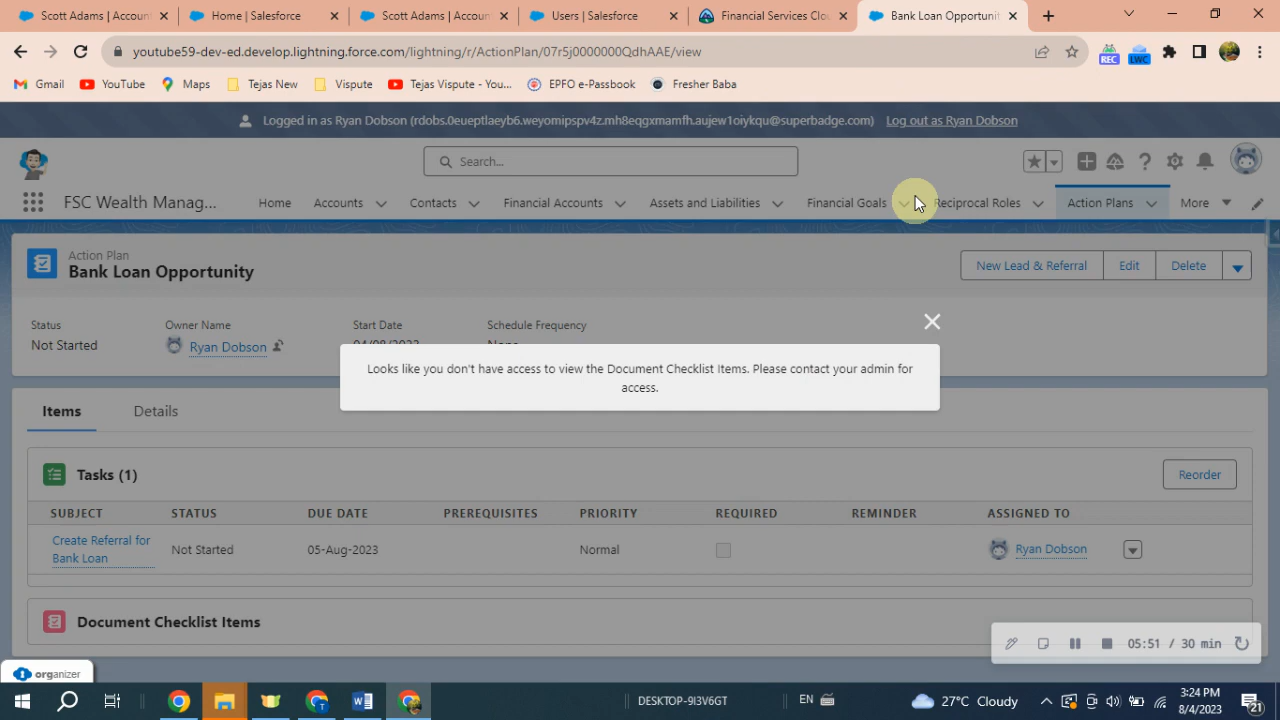 Scott Adams | Account
Home | Salesforce
Scott Adams | Account
Users | Salesforce
Financial Services Clou
Bank Loan Opportunit
youtube59-dev-ed.develop.lightning.force.com/lightning/r/ActionPlan/07r5j0000000QdhAAE/view
REC
LWC
Gmail
YouTube
Maps
Tejas New
Vispute
Tejas Vispute - You...
EPFO e-Passbook
Fresher Baba
Logged in as Ryan Dobson (rdobs.0eueptlaeyb6.weyomipspv4z.mh8eqgxmamfh.aujew1oiykqu@superbadge.com)
Log out as Ryan Dobson
Search...
FSC Wealth Manag...
Home
Accounts
Contacts
Financial Accounts
Assets and Liabilities
Financial Goals
Reciprocal Roles
Action Plans
More
Action Plan
Bank Loan Opportunity
New Lead & Referral
Edit
Delete
Status
Owner Name
Start Date
Schedule Frequency
Not Started
Ryan Dobson
Looks like you don't have access to view the Document Checklist Items. Please contact your admin for
access.
Items
Details
Tasks (1)
Reorder
SUBJECT
STATUS
DUE DATE
PREREQUISITES
PRIORITY
REQUIRED
REMINDER
ASSIGNED TO
Create Referral for
Bank Loan
Not Started
05-Aug-2023
Normal
Ryan Dobson
Document Checklist Items
05:51 / 30 min
organizer
DESKTOP-9I3V6GT
EN
27°C Cloudy
3:24 PM
8/4/2023
21